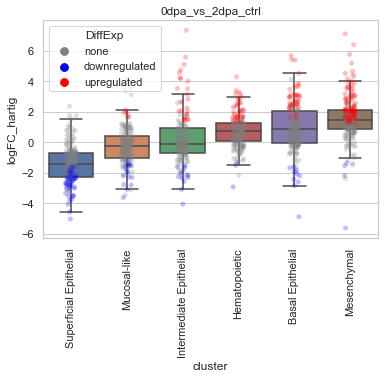 0dpa_vs_2dpa_ctrl
DiffExp
none
downregulated
upregulated
logFC_hartig
6
4
2
0
−2
−4
−6
Superficial Epithelial
Mucosal-like
Intermediate Epithelial
Hematopoietic
Basal Epithelial
Mesenchymal
cluster